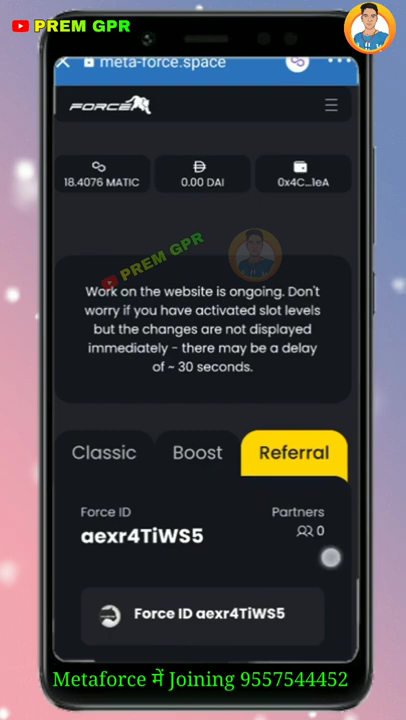 PREM GPR
meta-force.space
FORCE
18.4076 MATIC
0.00 DAI
0x4C...1eA
PREM GPR
Work on the website is ongoing. Don't
worry if you have activated slot levels
but the changes are not displayed
immediately - there may be a delay
of ~ 30 seconds.
Classic
Boost
Referral
Force ID
Partners
aexr4TiWS5
0
Force ID aexr4TiWS5
Metaforce में Joining 9557544452